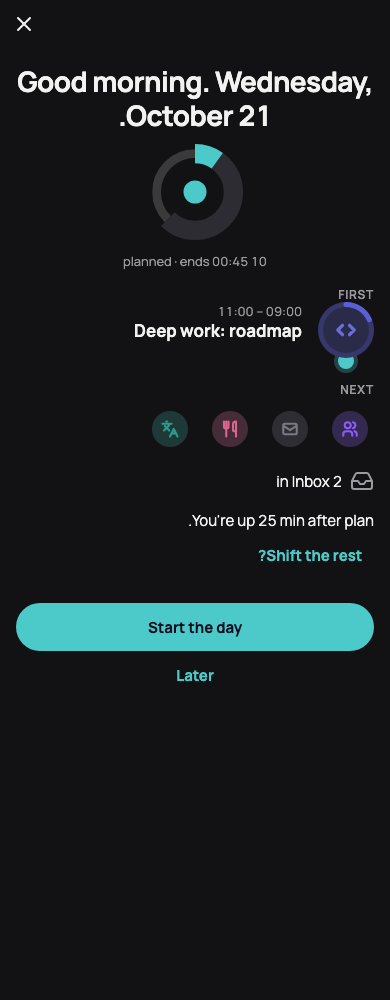 Good morning. Wednesday,
.October 21
planned · ends 00:45 10
FIRST
11:00 – 09:00
Deep work: roadmap
NEXT
in Inbox 2
.You're up 25 min after plan
?Shift the rest
Start the day
Later